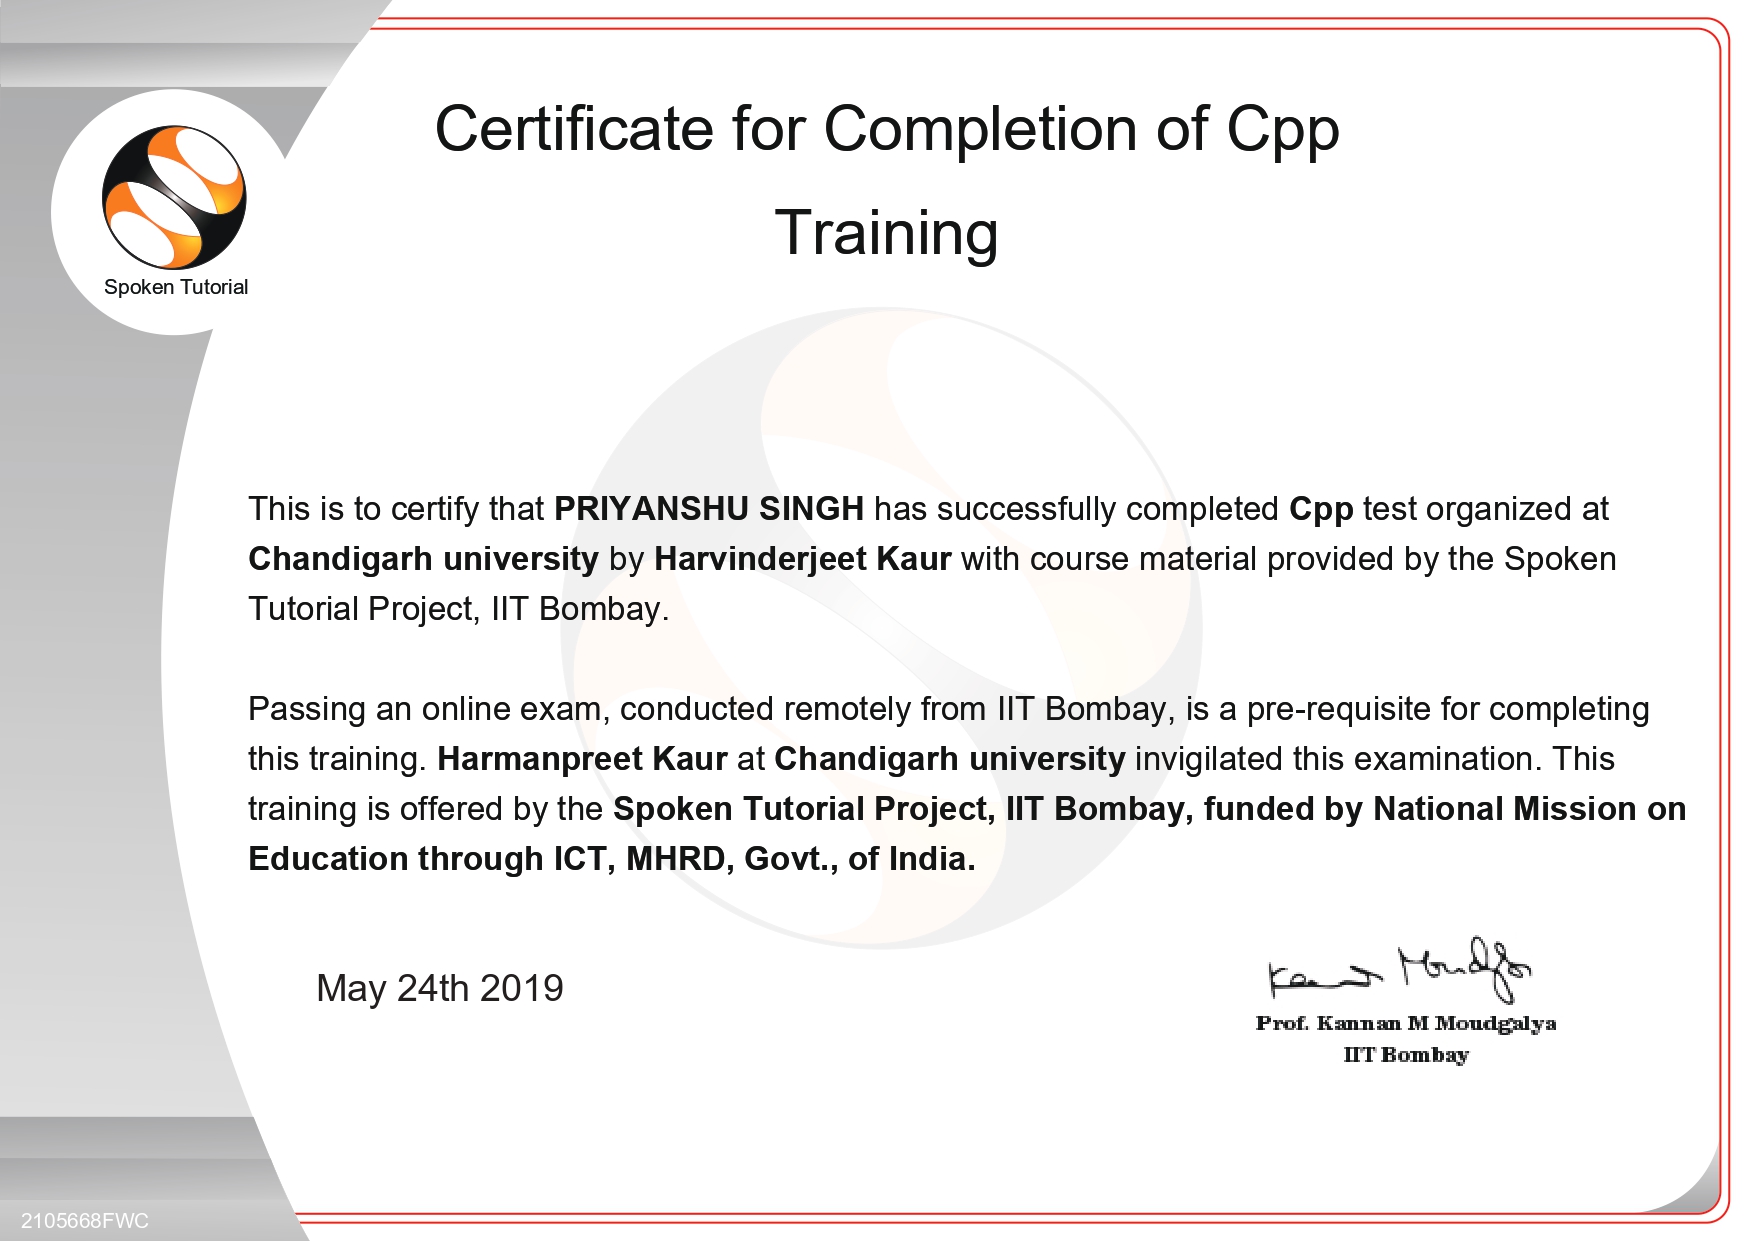 Certificate for Completion of Cpp
Training
Spoken Tutorial
This is to certify that PRIYANSHU SINGH has successfully completed Cpp test organized at
Chandigarh university by Harvinderjeet Kaur with course material provided by the Spoken
Tutorial Project, IIT Bombay.
Passing an online exam, conducted remotely from IIT Bombay, is a pre-requisite for completing
this training. Harmanpreet Kaur at Chandigarh university invigilated this examination. This
training is offered by the Spoken Tutorial Project, IIT Bombay, funded by National Mission on
Education through ICT, MHRD, Govt., of India.
May 24th 2019
Kannan Moudgalya
Prof. Kannan M Moudgalya
IIT Bombay
2105668FWC